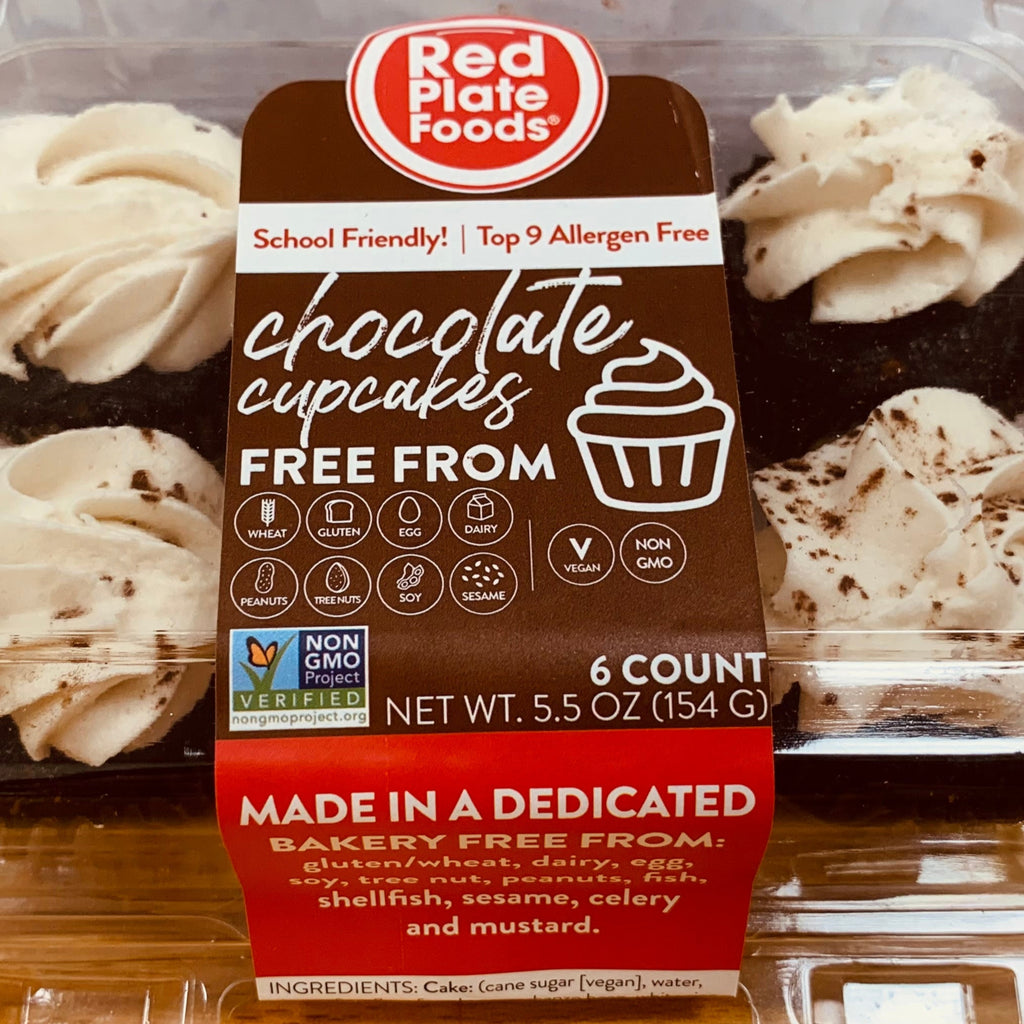 Red
Plate
Foods®
School Friendly! | Top 9 Allergen Free
chocolate
cupcakes
FREE FROM
WHEAT GLUTEN EGG DAIRY
V VEGAN NON GMO
PEANUTS TREE NUTS SOY SESAME
NON
GMO
Project
VERIFIED
nongmoproject.org
6 COUNT
NET WT. 5.5 OZ (154 G)
MADE IN A DEDICATED
BAKERY FREE FROM:
gluten/wheat, dairy, egg,
soy, tree nut, peanuts, fish,
shellfish, sesame, celery
and mustard.
INGREDIENTS: Cake: (cane sugar [vegan], water,